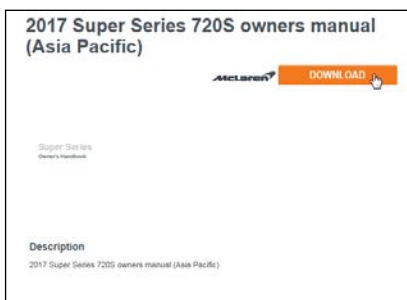 2017 Super Series 720S owners manual
(Asia Pacific)
McLaren
DOWNLOAD
Super Series
Owner's Handbook
Description
2017 Super Series 720S owners manual (Asia Pacific)